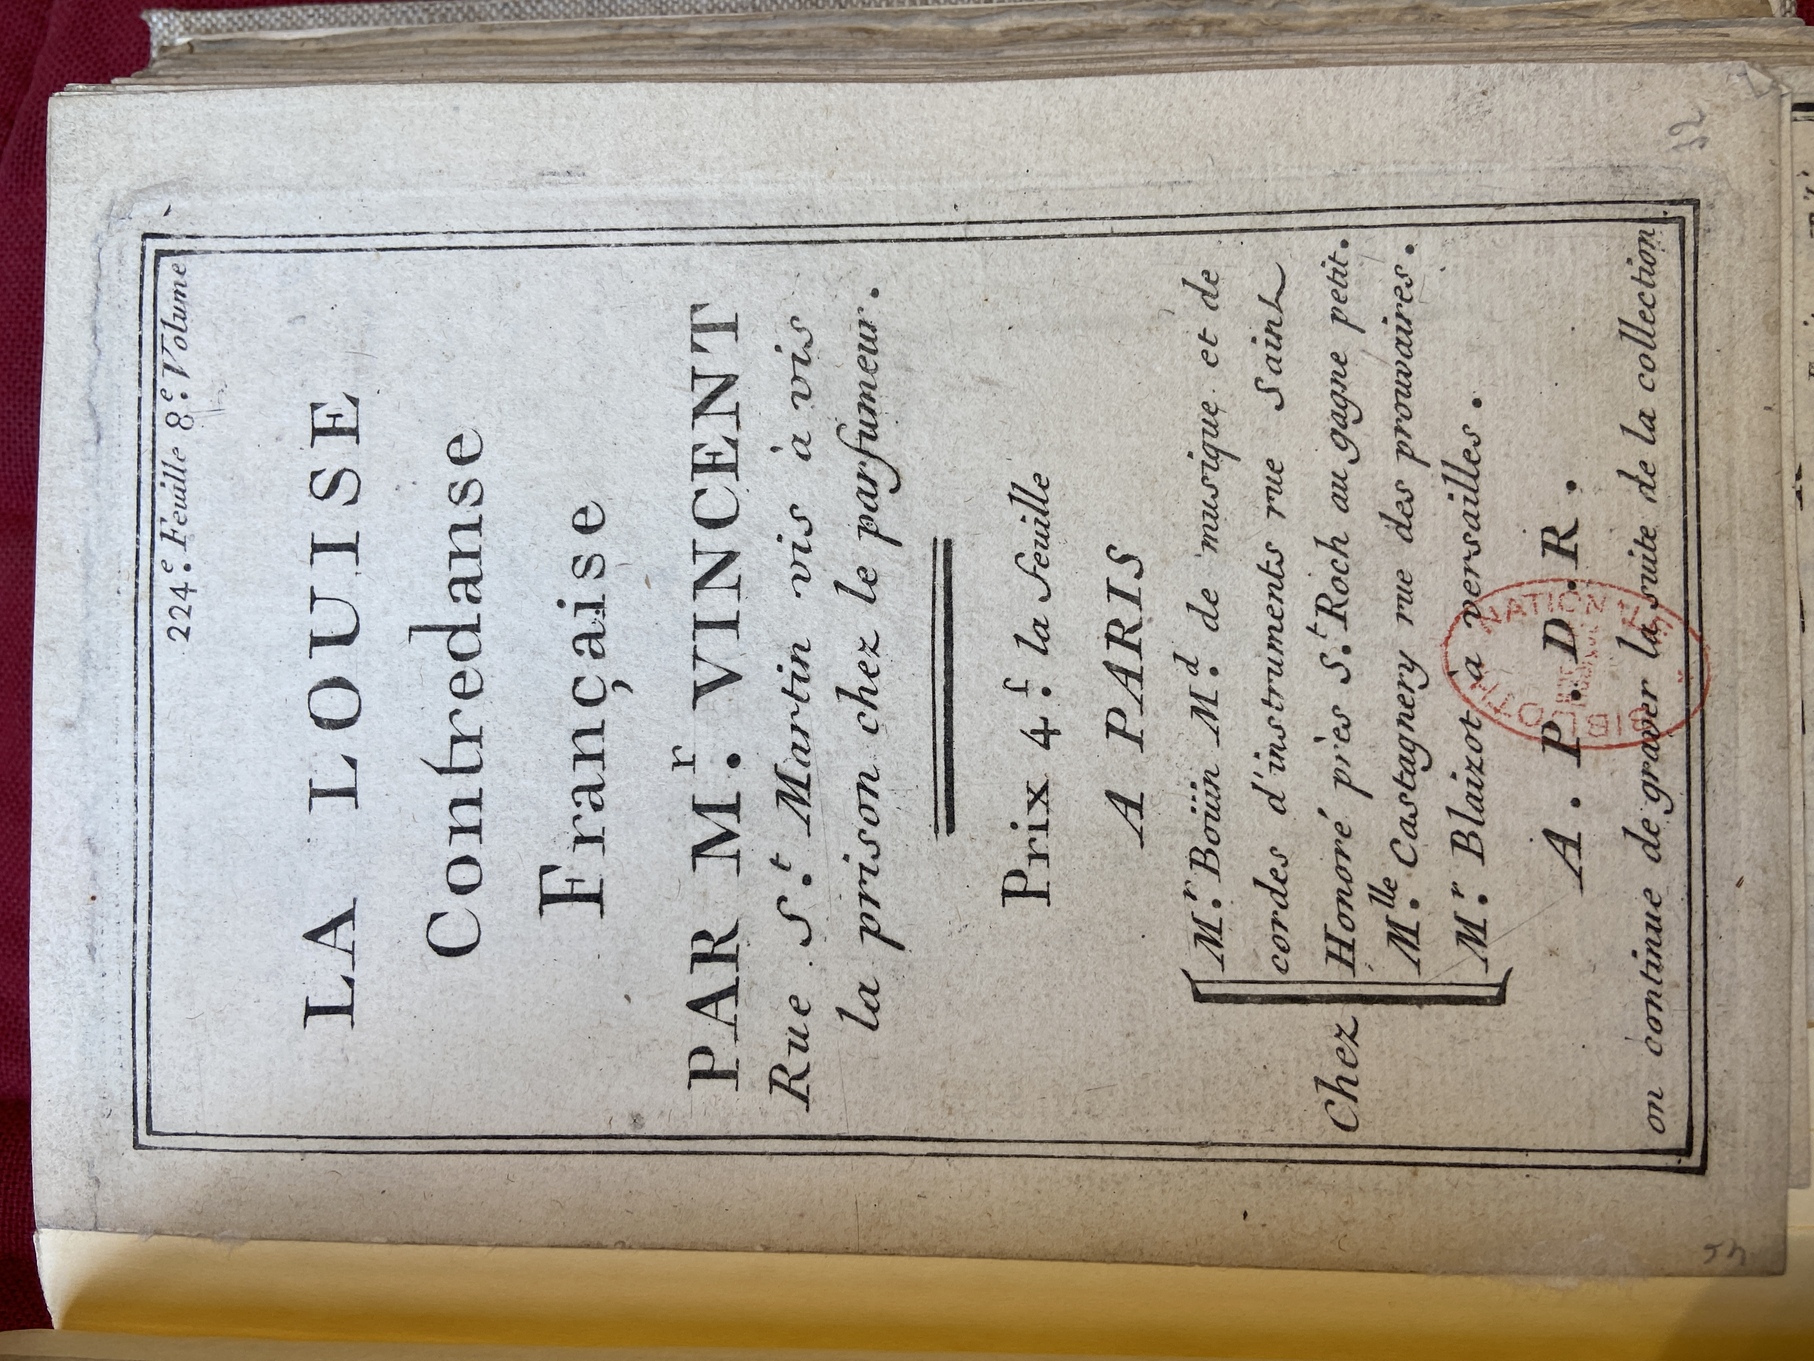 224.e Feuille 8.e Volume
LA LOUISE
Contredanse
Française
PAR M.r VINCENT
Rue S.t Martin vis à vis
la prison chez le parfumeur.
Prix 4.f la feuille
A PARIS
Chez
M.r Boüin M.d de musique et de
cordes d'instruments rue Saint
Honoré près S.t Roch au gagne petit.
M.lle Castagnery rue des prouvaires.
M.r Blaizot à versailles.
A. P. D. R.
on continue de graver la suite de la collection
52